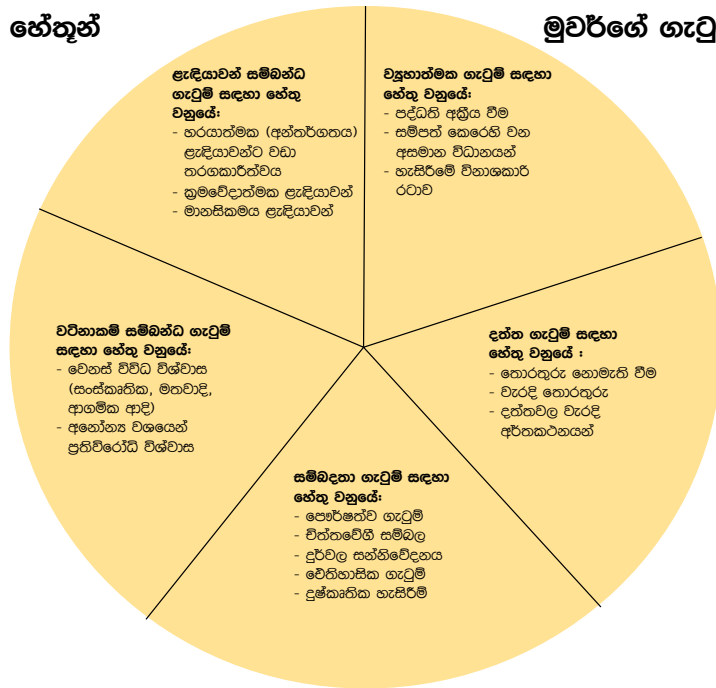 හේතූන්
මුවර්ගේ ගැටු
ළැඳියාවන් සම්බන්ධ
ගැටුම් සඳහා හේතු
වනුයේ:
- හරයාත්මක (අන්තර්ගතය)
ළැඳියාවන්ට වඩා
තරගකාරීත්වය
- ක්‍රමවේදාත්මක ළැඳියාවන්
- මානසිකමය ළැඳියාවන්
ව්‍යූහාත්මක ගැටුම් සඳහා
හේතු වනුයේ:
- පද්ධති අක්‍රීය වීම
- සම්පත් කෙරෙහි වන
අසමාන විධානයන්
- හැසිරීමේ විනාශකාරී
රටාව
වටිනාකම් සම්බන්ධ ගැටුම්
සඳහා හේතු වනුයේ:
- වෙනස් විවිධ විශ්වාස
(සංස්කෘතික, මතවාදි,
ආගමික ආදි)
- අනෝන්‍ය වශයෙන්
ප්‍රතිවිරෝධි විශ්වාස
දත්ත ගැටුම් සඳහා
හේතු වනුයේ :
- තොරතුරු නොමැති වීම
- වැරදි තොරතුරු
- දත්තවල වැරදි
අර්තකථනයන්
සම්බදතා ගැටුම් සඳහා
හේතු වනුයේ:
- පෞර්ෂත්ව ගැටුම්
- චිත්තවේගී සම්බල
- දුර්වල සන්නිවේදනය
- ඓතිහාසික ගැටුම්
- දුෂ්කෘතික හැසිරීම්